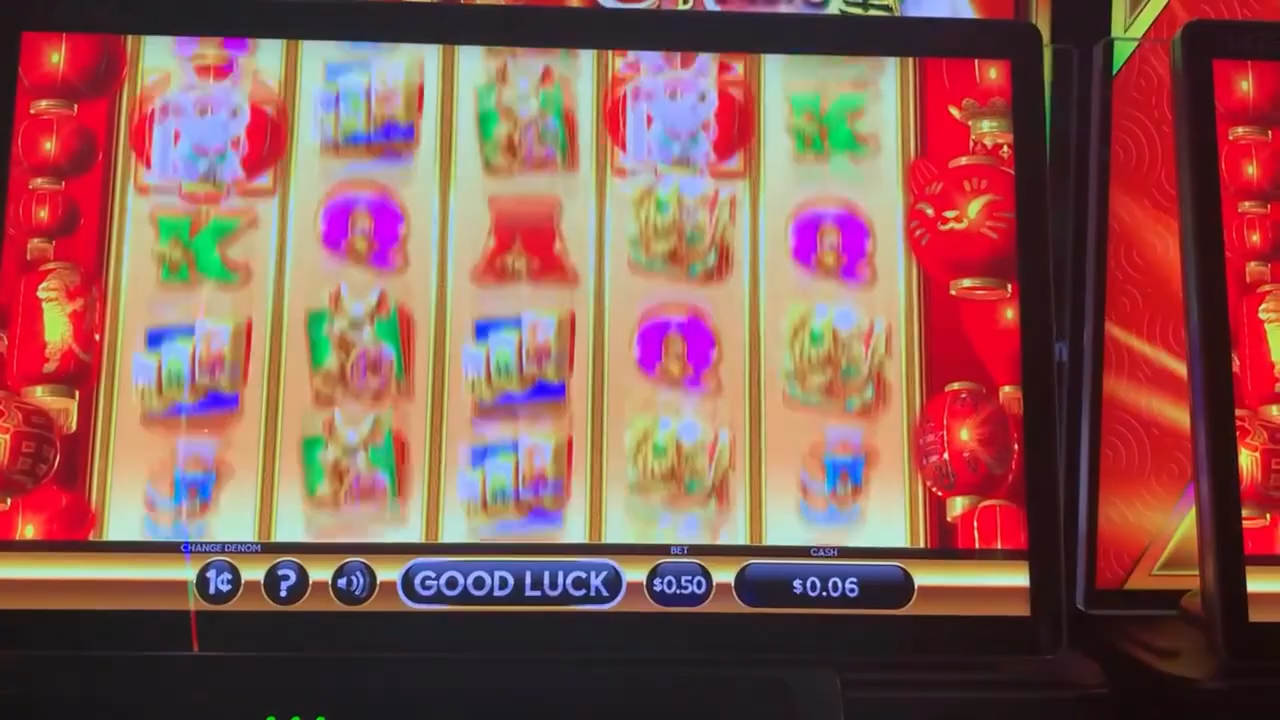 K
Q
K
Q
Q
CHANGE DENOM
BET
CASH
1¢
?
GOOD LUCK
$0.50
$0.06